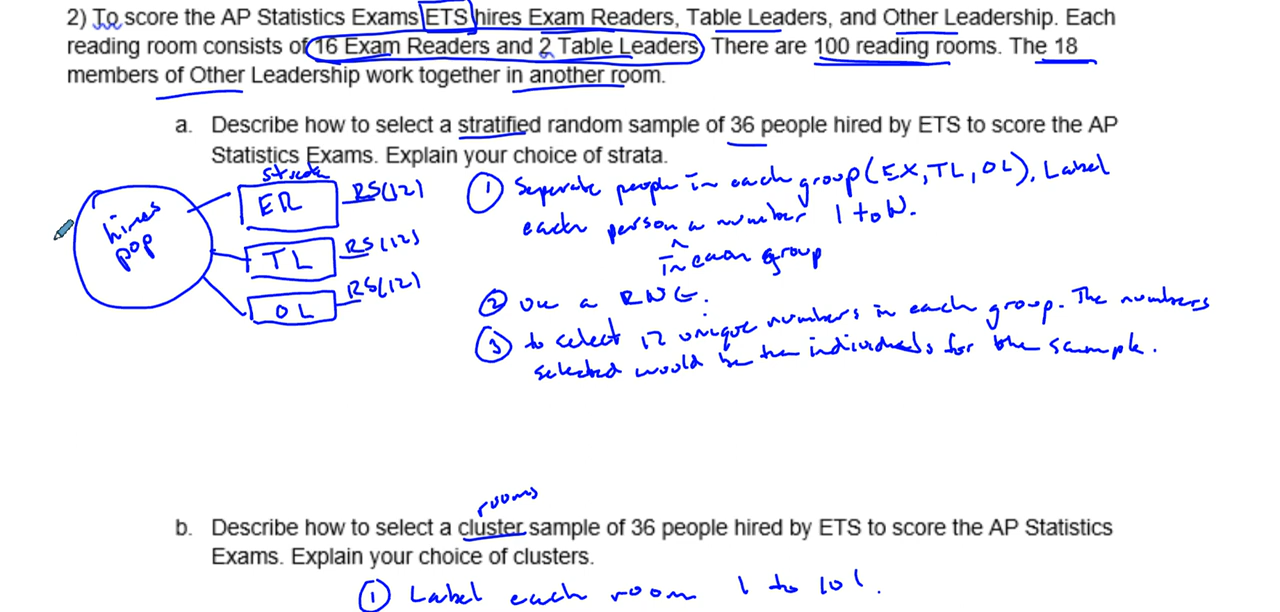 2) To score the AP Statistics Exams ETS hires Exam Readers, Table Leaders, and Other Leadership. Each
reading room consists of 16 Exam Readers and 2 Table Leaders. There are 100 reading rooms. The 18
members of Other Leadership work together in another room.
a. Describe how to select a stratified random sample of 36 people hired by ETS to score the AP
Statistics Exams. Explain your choice of strata.
hires
pop
strata
ER
RS(12)
TL
RS(12)
OL
RS(12)
① Separate people in each group (EX, TL, OL). Label
each person a number 1 to N.
^
in each group
② use a RNG.
③ to select 12 unique numbers in each group. The numbers
selected would be the individuals for the sample.
rooms
b. Describe how to select a cluster sample of 36 people hired by ETS to score the AP Statistics
Exams. Explain your choice of clusters.
① Label each room 1 to 101.